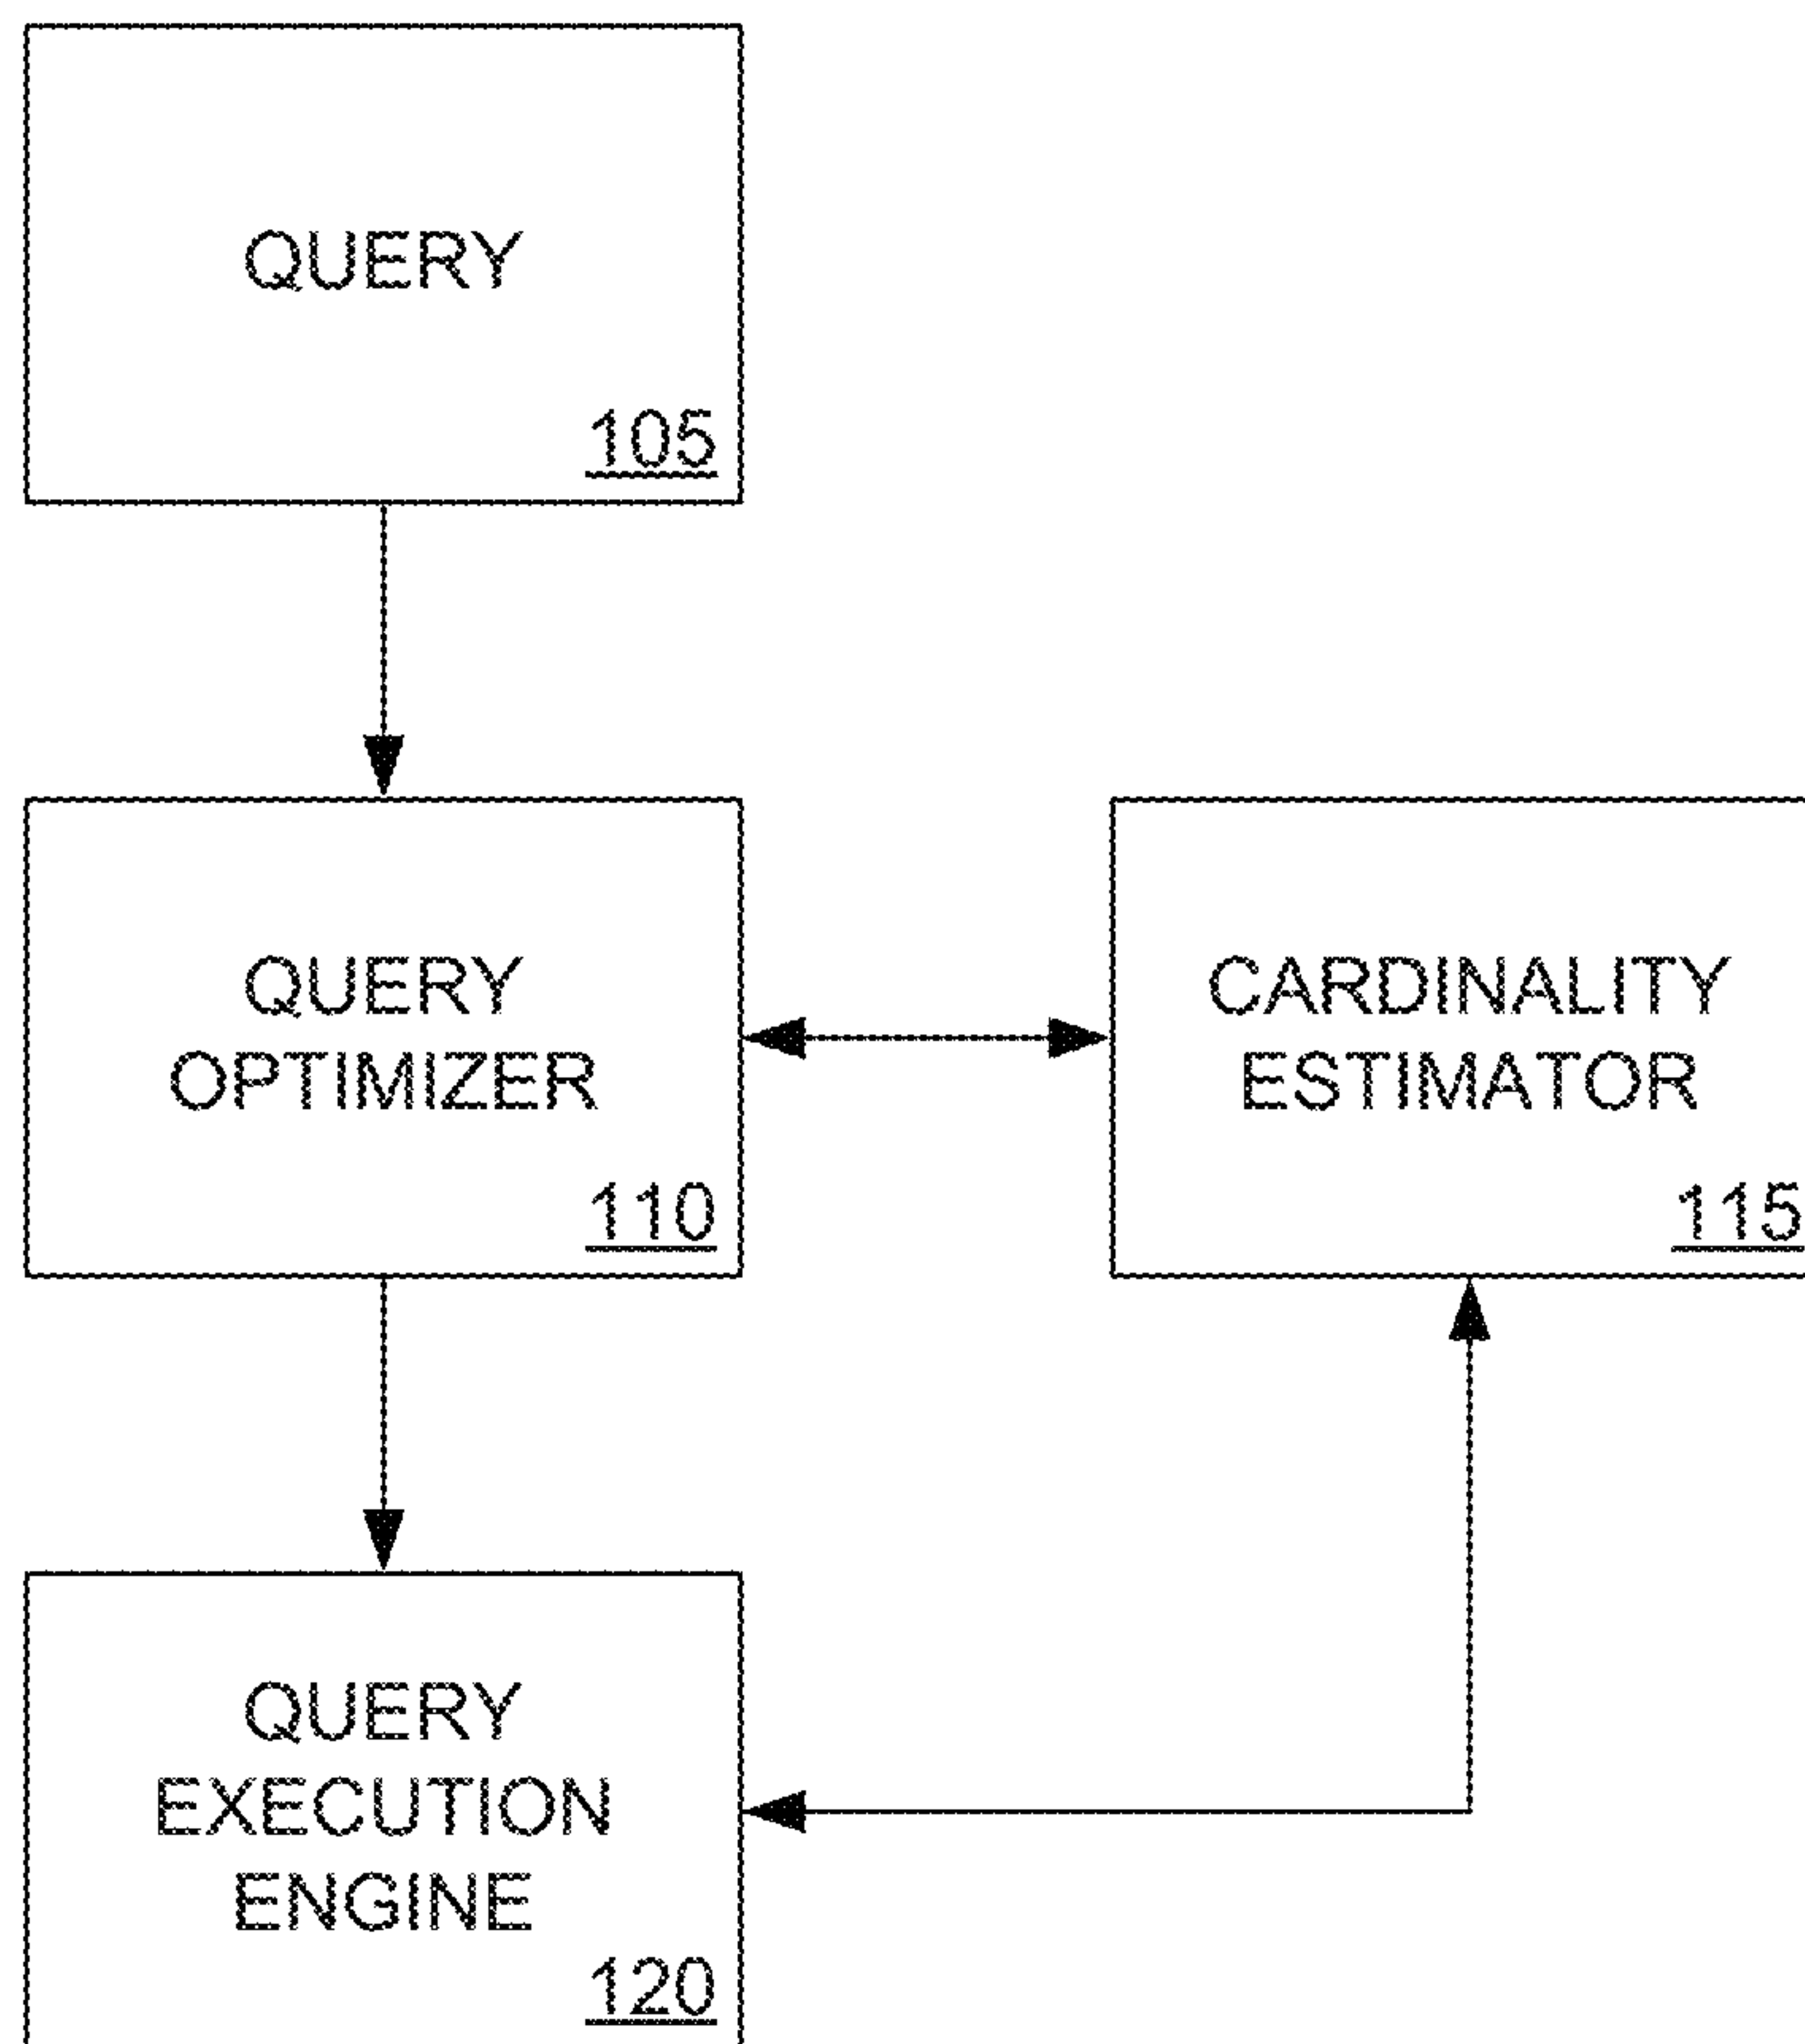 QUERY
105
QUERY
OPTIMIZER
110
CARDINALITY
ESTIMATOR
115
QUERY
EXECUTION
ENGINE
120